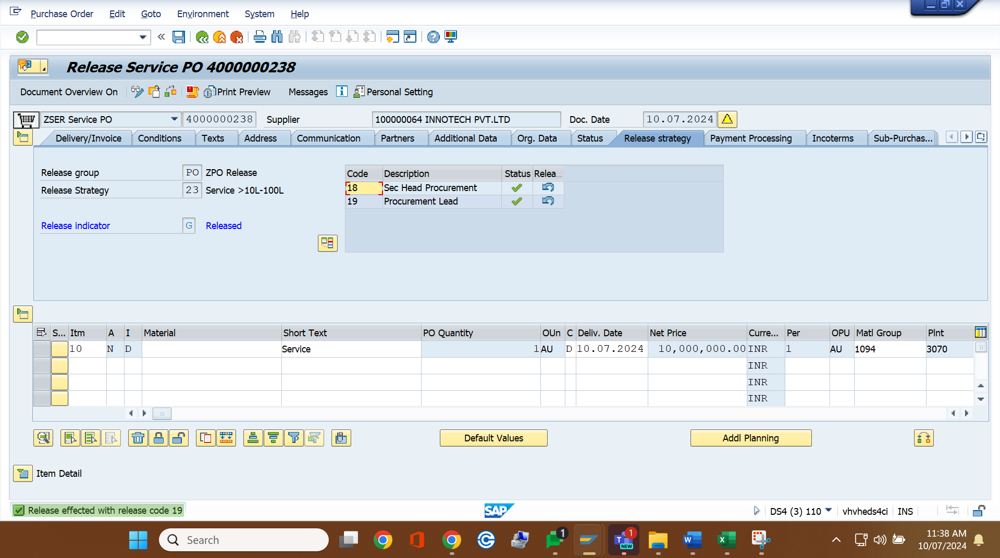 Purchase Order Edit Goto Environment System Help
Release Service PO 4000000238
Document Overview On Print Preview Messages Personal Setting
ZSER Service PO 4000000238 Supplier 100000064 INNOTECH PVT.LTD Doc. Date 10.07.2024
Delivery/Invoice Conditions Texts Address Communication Partners Additional Data Org. Data Status Release strategy Payment Processing Incoterms Sub-Purchas...
Release group PO ZPO Release
Release Strategy 23 Service >10L-100L
Release indicator G Released
Code Description Status Relea...
18 Sec Head Procurement
19 Procurement Lead
S... Itm A I Material Short Text PO Quantity OUn C Deliv. Date Net Price Curre... Per OPU Matl Group Plnt
10 N D Service 1 AU D 10.07.2024 10,000,000.00 INR 1 AU 1094 3070
INR
INR
INR
Default Values Addl Planning
Item Detail
Release effected with release code 19 SAP DS4 (3) 110 vhvheds4ci INS
Search 1 1 NEW 11:38 AM
10/07/2024